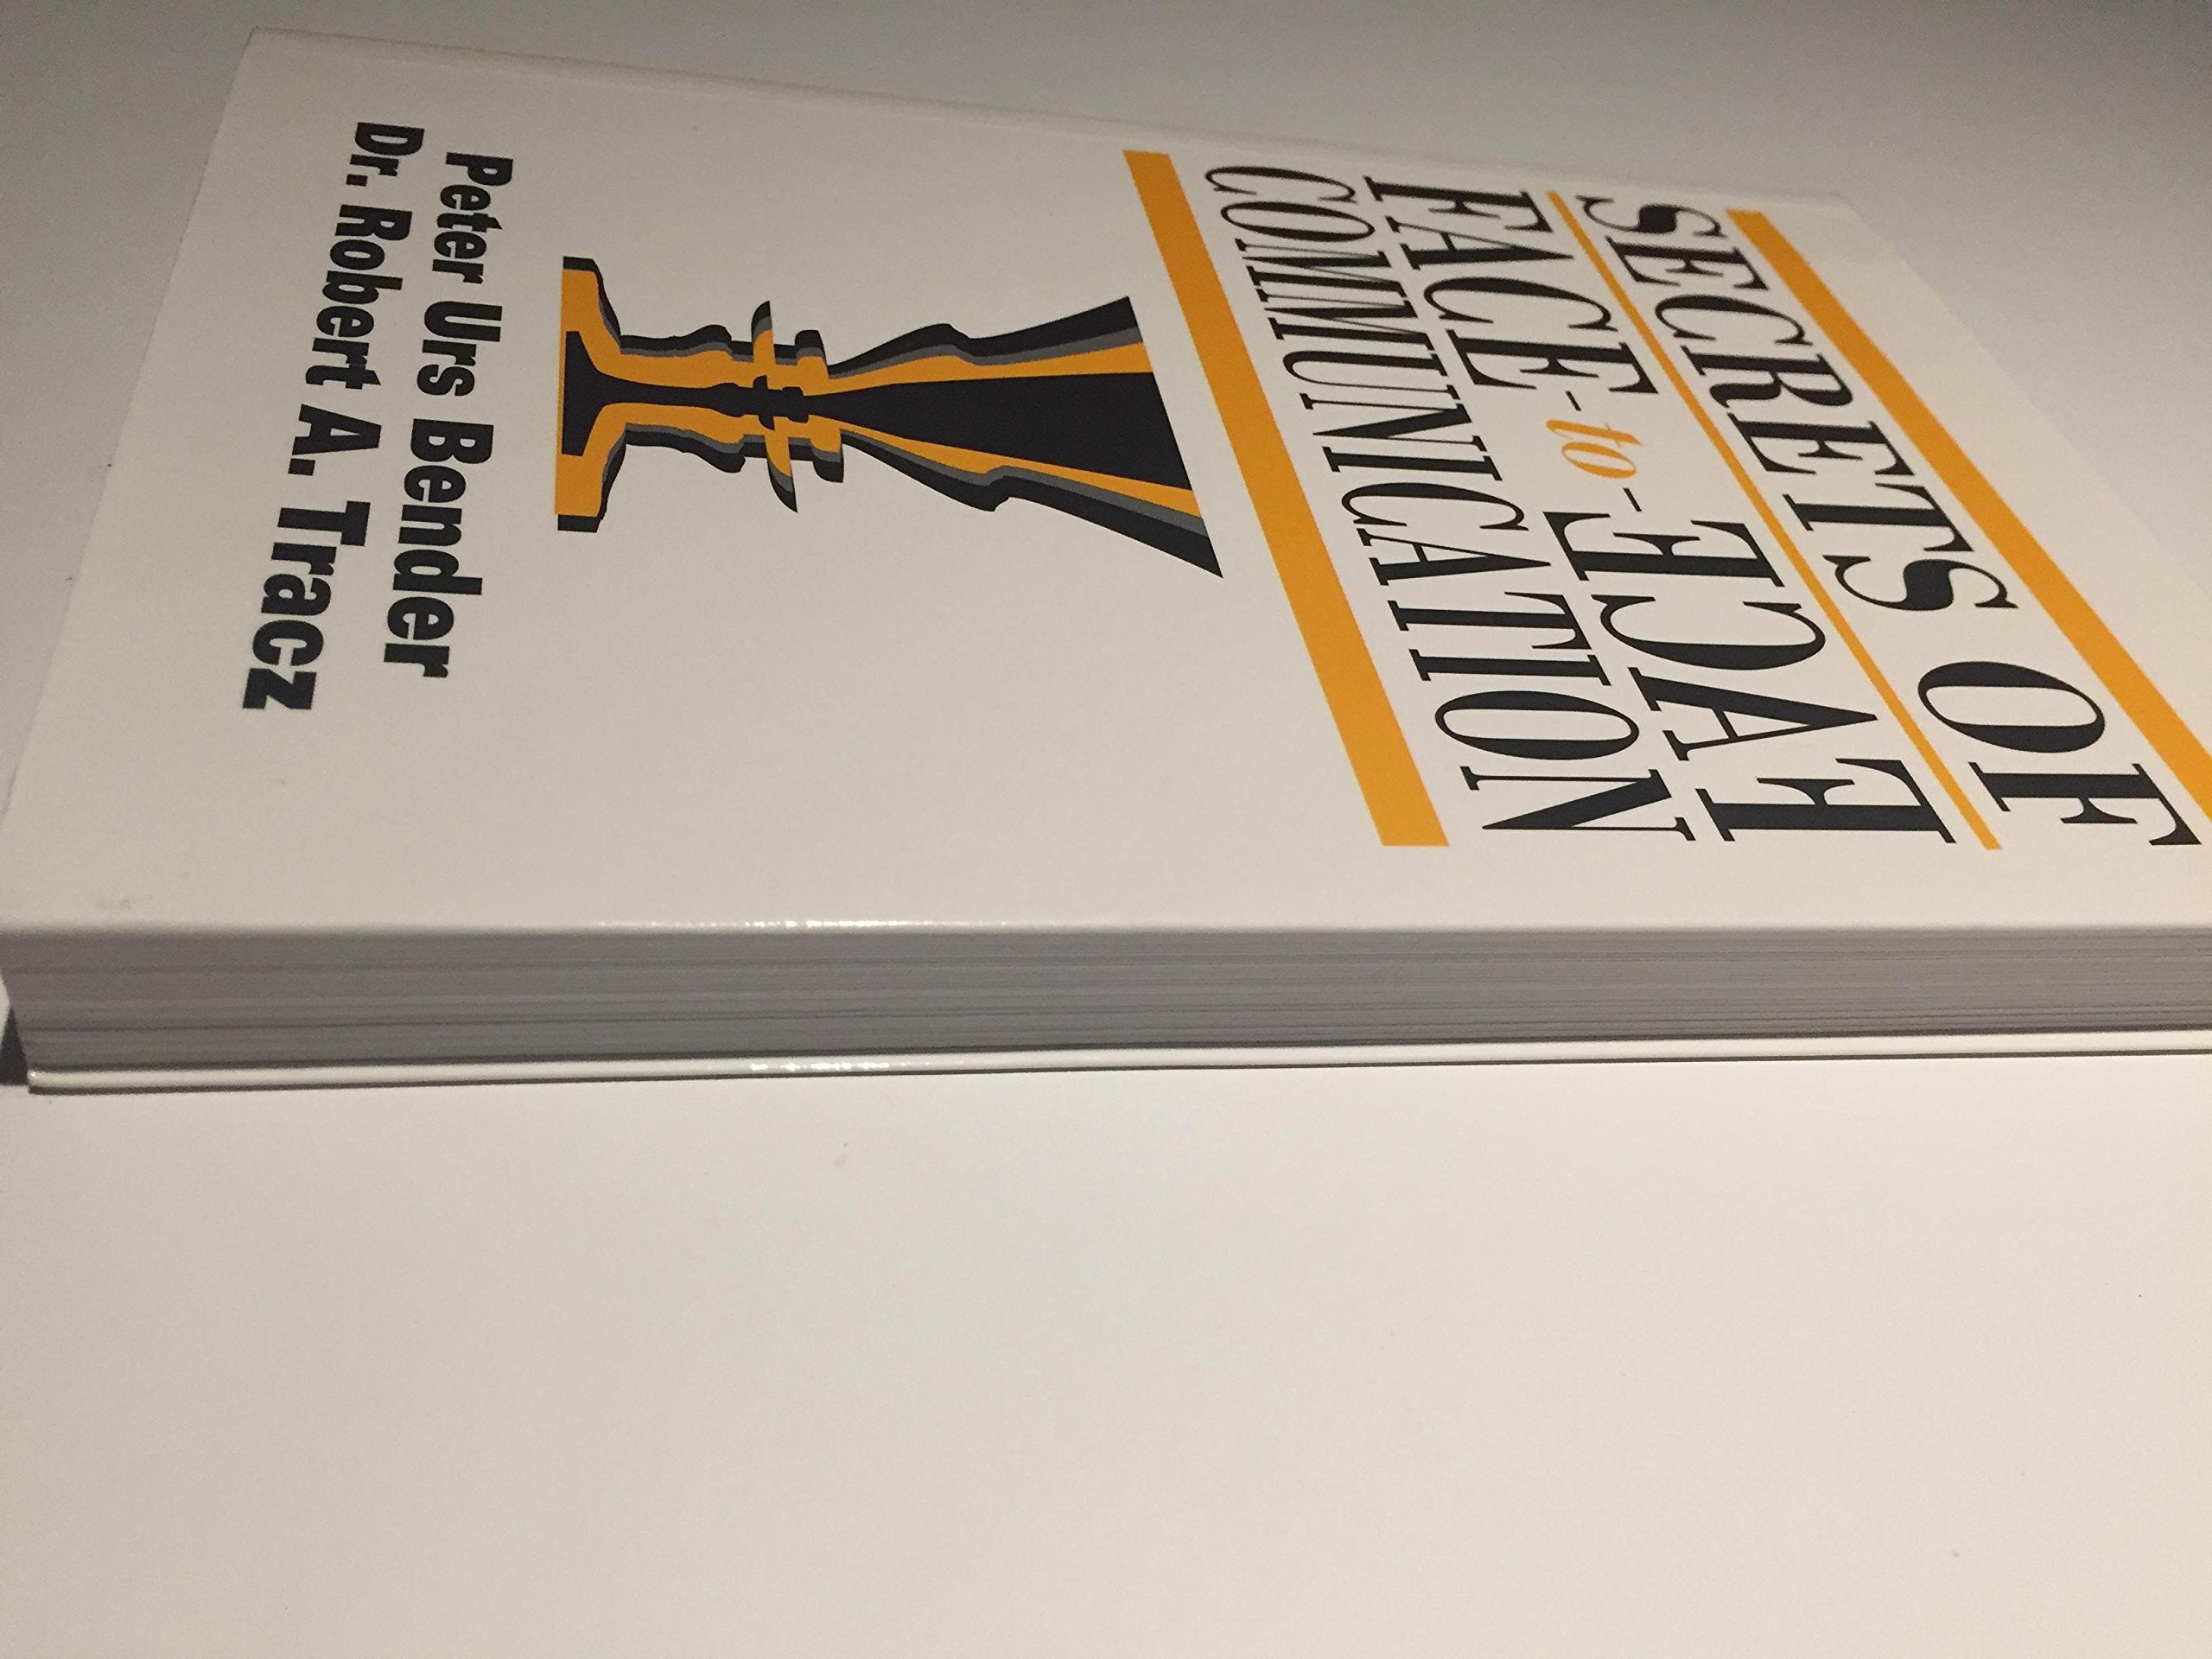 SECRETS OF
FACE-to-FACE
COMMUNICATION
Peter Urs Bender
Dr. Robert A. Tracz